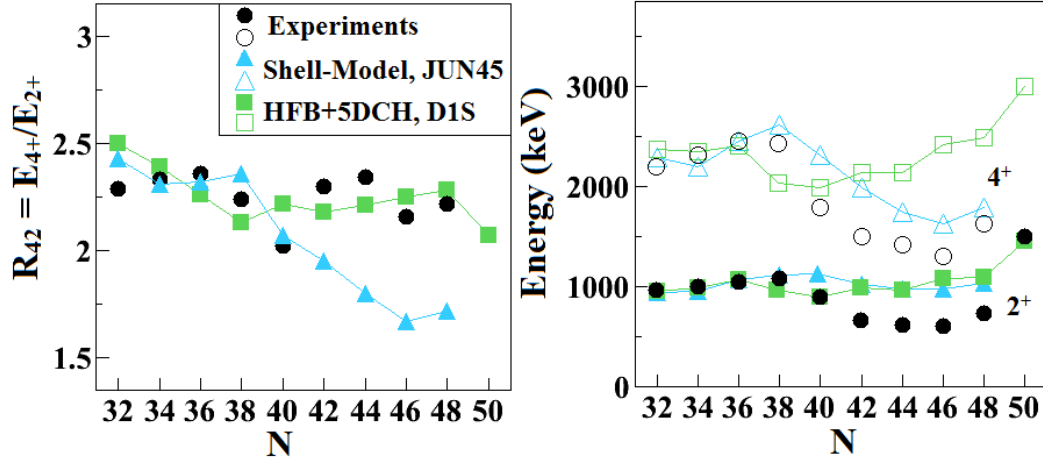 R42 = E4+/E2+
3
2.5
2
1.5
32 34 36 38 40 42 44 46 48 50
N
Experiments
Shell-Model, JUN45
HFB+5DCH, D1S
Energy (keV)
3000
2000
1000
0
32 34 36 38 40 42 44 46 48 50
N
4+
2+